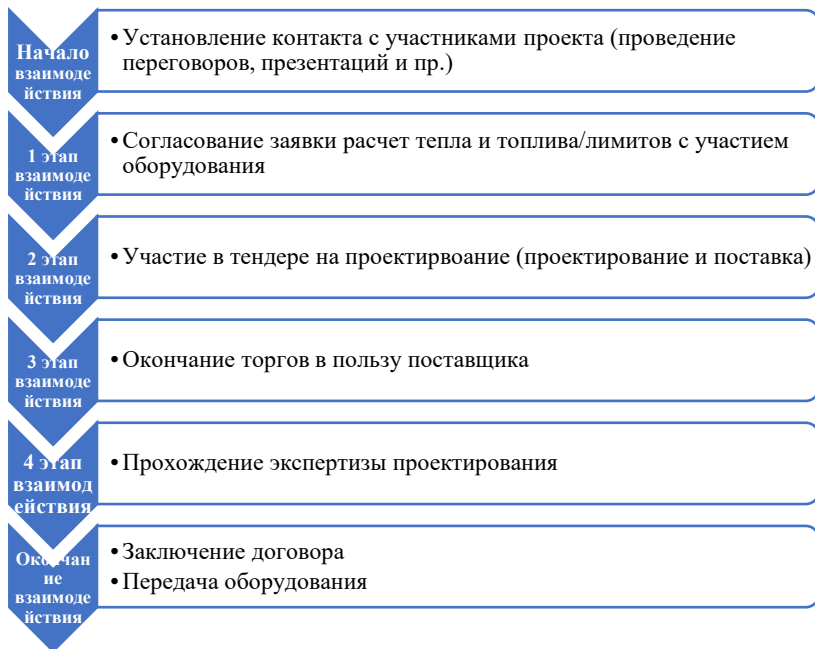 Начало
взаимоде
йствия
• Установление контакта с участниками проекта (проведение
переговоров, презентаций и пр.)
1 этап
взаимоде
йствия
• Согласование заявки расчет тепла и топлива/лимитов с участием
оборудования
2 этап
взаимоде
йствия
• Участие в тендере на проектирвоание (проектирование и поставка)
3 этап
взаимоде
йствия
• Окончание торгов в пользу поставщика
4 этап
взаимод
ействия
• Прохождение экспертизы проектирования
Окончан
ие
взаимоде
йствия
• Заключение договора
• Передача оборудования